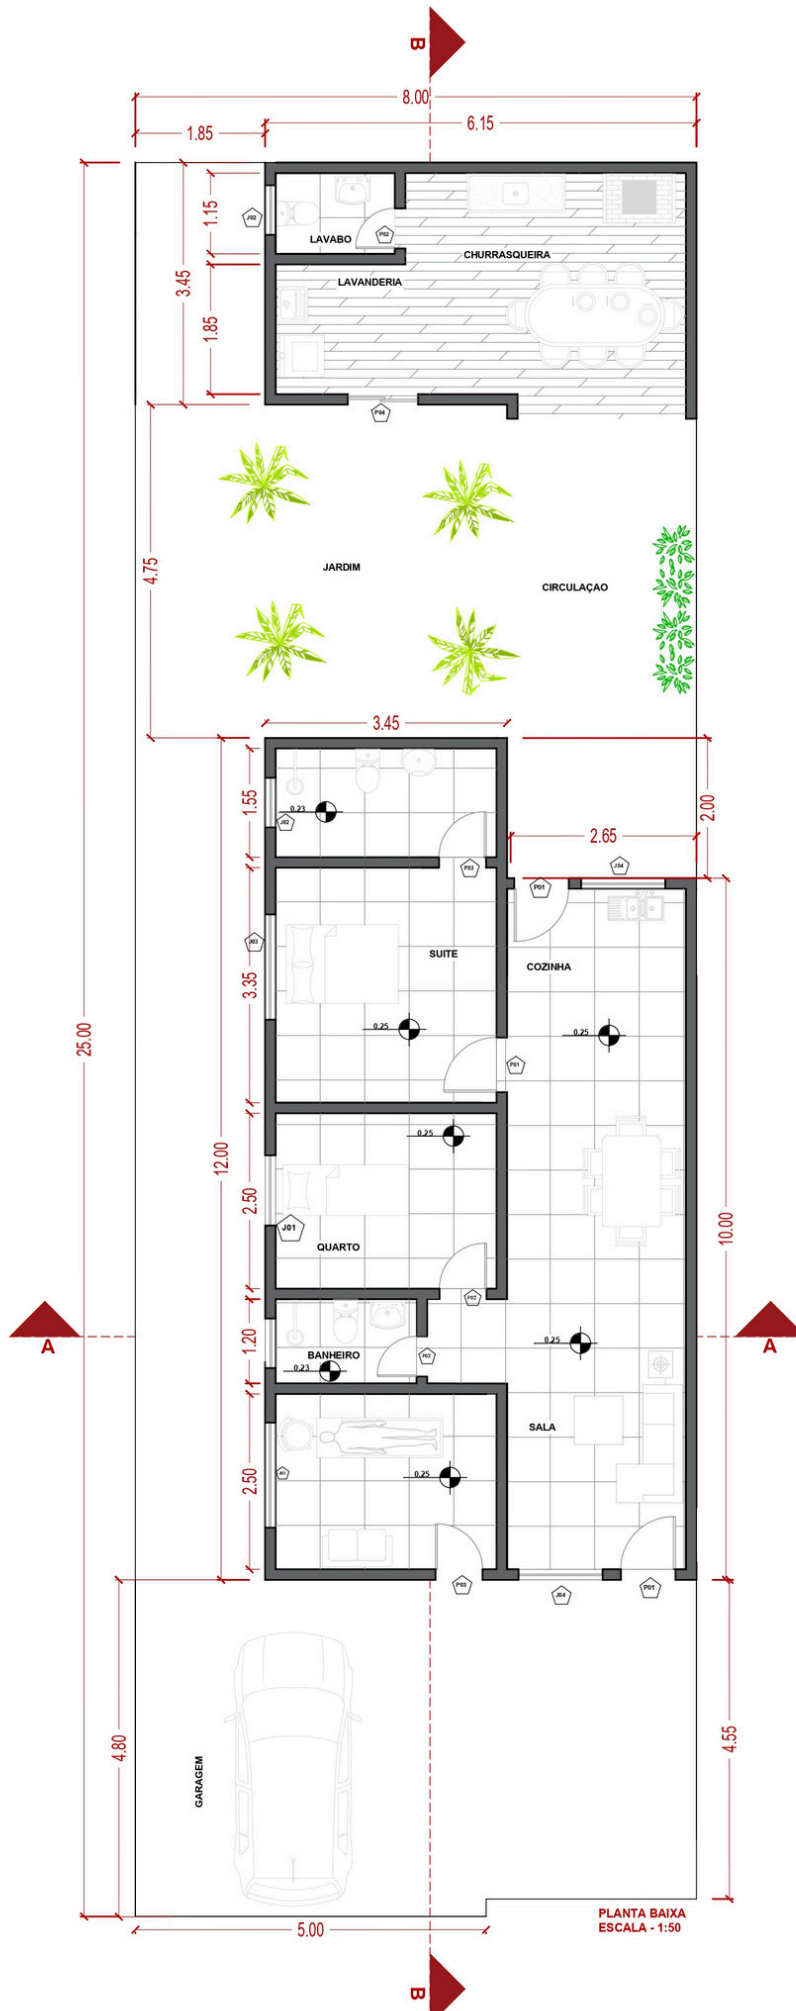 B
8.00
6.15
1.85
J02
1.15
LAVABO
P02
CHURRASQUEIRA
3.45
LAVANDERIA
1.85
P04
4.75
JARDIM
CIRCULAÇAO
3.45
2.00
1.55
0.23
J02
P03
2.65
P01
J04
J03
SUITE
COZINHA
3.35
0.25
0.25
25.00
P01
0.25
12.00
2.50
J01
QUARTO
10.00
P02
A
A
1.20
BANHEIRO
P02
0.25
0.23
SALA
2.50
0.25
P03
J04
P01
4.80
4.55
GARAGEM
PLANTA BAIXA
ESCALA - 1:50
5.00
B